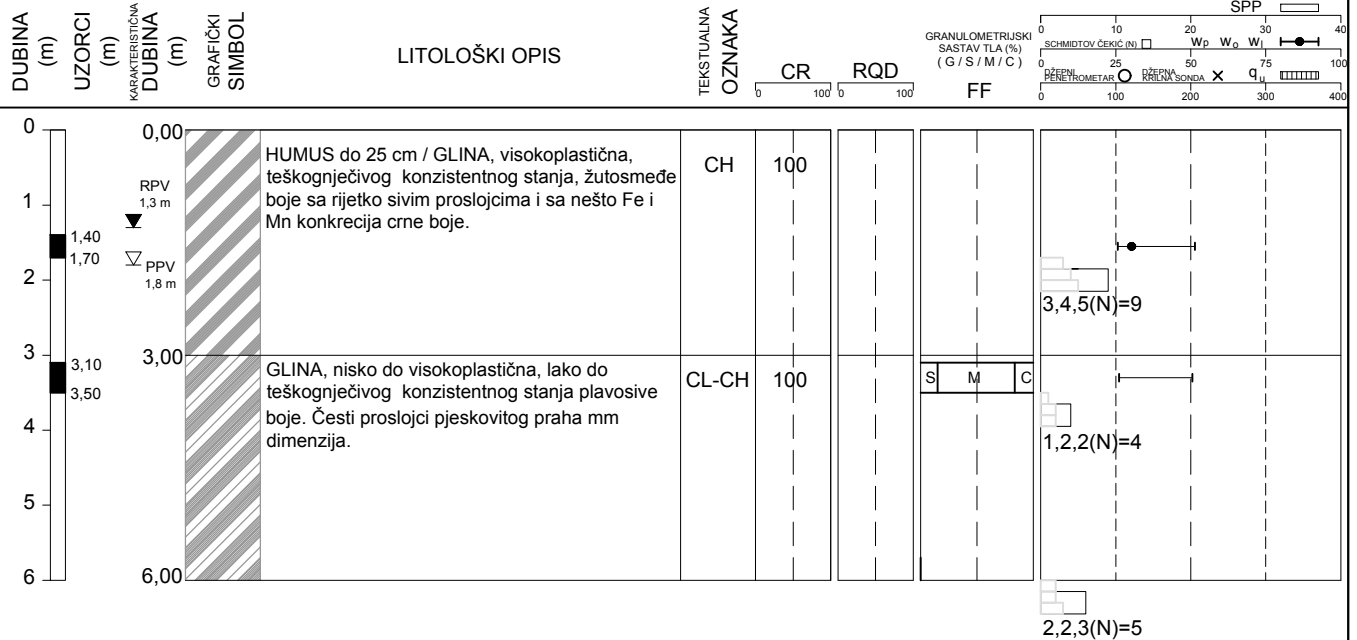 DUBINA (m)
UZORCI (m)
KARAKTERISTIČNA DUBINA (m)
GRAFIČKI SIMBOL
LITOLOŠKI OPIS
TEKSTUALNA OZNAKA
CR
0 100
RQD
0 100
GRANULOMETRIJSKI
SASTAV TLA (%)
( G / S / M / C )
FF
SPP
0 10 20 30 40
SCHMIDTOV ČEKIĆ (N) Wp Wo Wl
0 25 50 75 100
DŽEPNI PENETROMETAR DŽEPNA KRILNA SONDA qu
0 100 200 300 400
0
0,00
HUMUS do 25 cm / GLINA, visokoplastična,
teškognječivog konzistentnog stanja, žutosmeđe
boje sa rijetko sivim proslojcima i sa nešto Fe i
Mn konkrecija crne boje.
CH
100
RPV
1,3 m
1
1,40
1,70
PPV
1,8 m
2
3,4,5(N)=9
3
3,00
3,10
3,50
GLINA, nisko do visokoplastična, lako do
teškognječivog konzistentnog stanja plavosive
boje. Česti proslojci pjeskovitog praha mm
dimenzija.
CL-CH
100
S M C
4
1,2,2(N)=4
5
6
6,00
2,2,3(N)=5